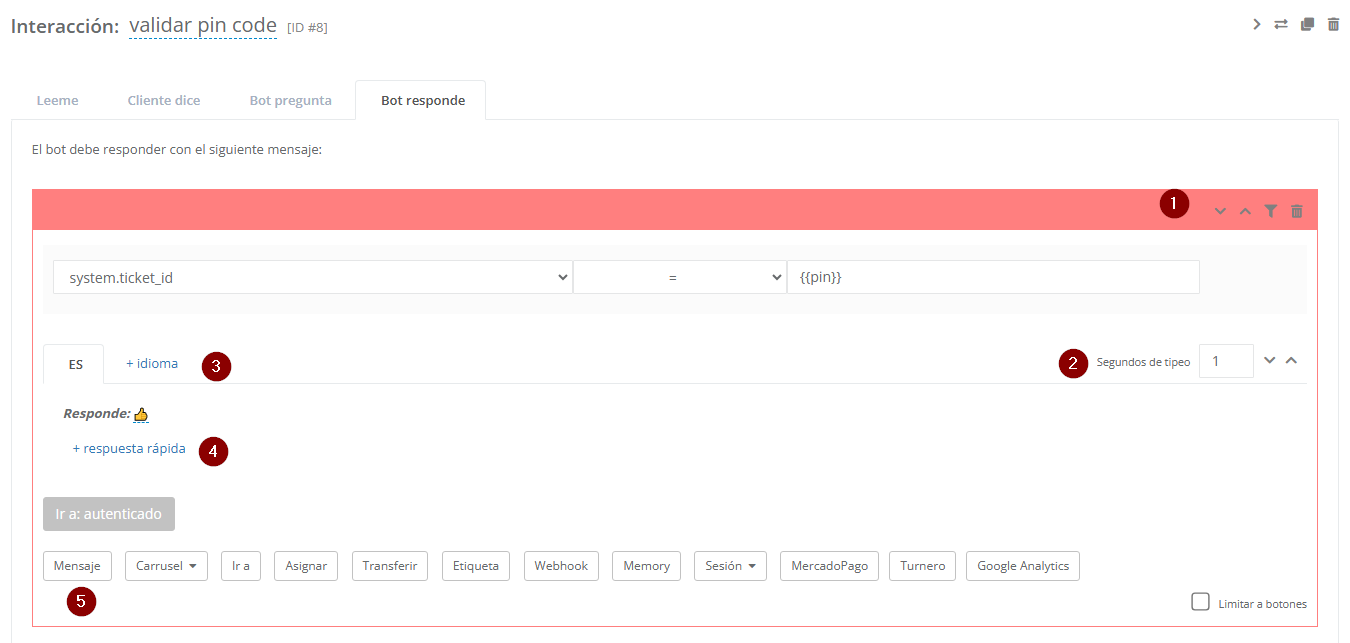 Interacción: validar pin code [ID #8]
Leeme Cliente dice Bot pregunta Bot responde
El bot debe responder con el siguiente mensaje:
1
system.ticket_id = {{pin}}
ES + idioma 3 2 Segundos de tipeo 1
Responde: 👍
+ respuesta rápida 4
Ir a: autenticado
Mensaje Carrusel Ir a Asignar Transferir Etiqueta Webhook Memory Sesión MercadoPago Turnero Google Analytics
5
Limitar a botones